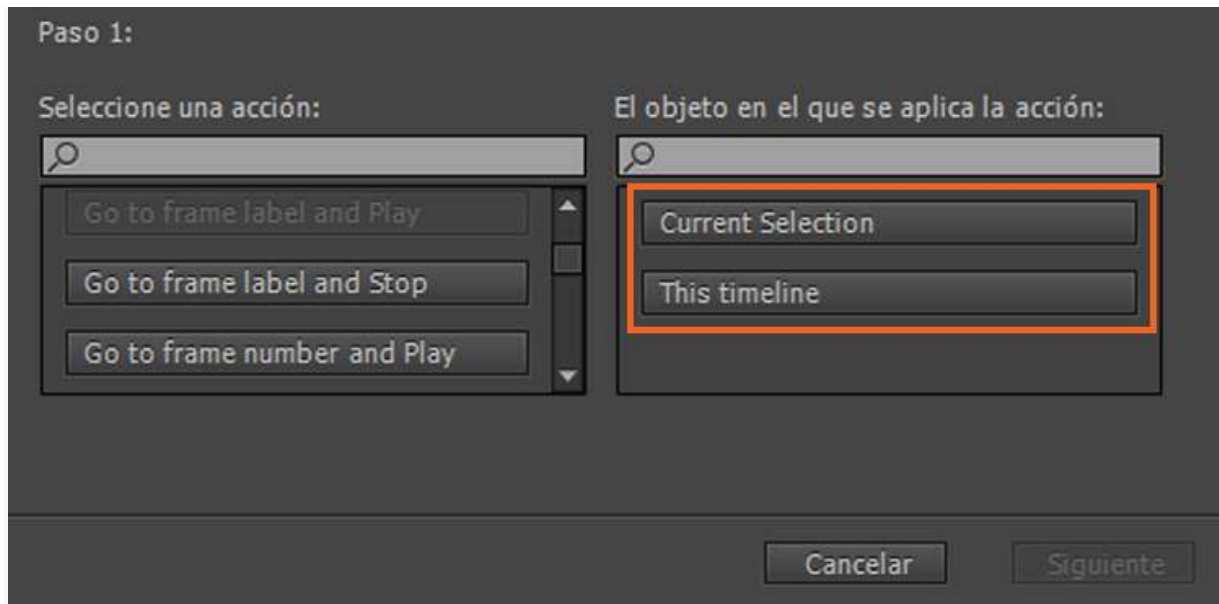 Paso 1:
Seleccione una acción:
El objeto en el que se aplica la acción:
Go to frame label and Play
Go to frame label and Stop
Go to frame number and Play
Current Selection
This timeline
Cancelar
Siguiente